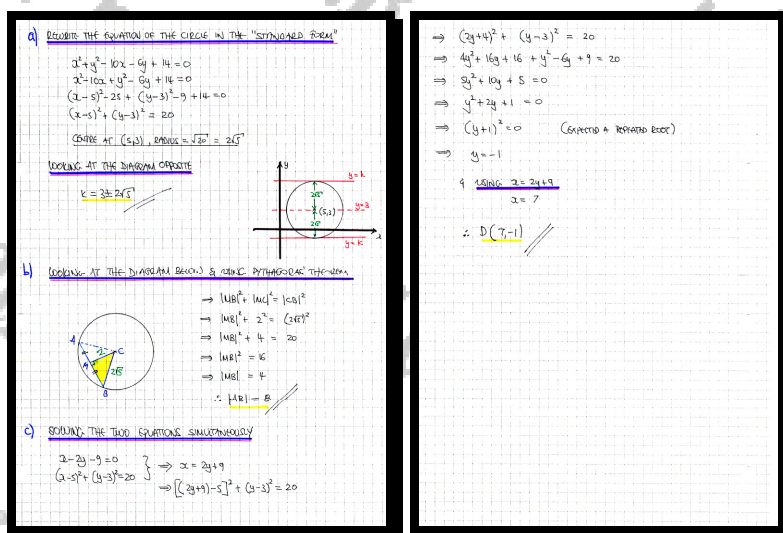 a) REWRITE THE EQUATION OF THE CIRCLE IN THE "STANDARD FORM"
x²+y²-10x-6y+14=0
x²-10x+y²-6y+14=0
(x-5)²-25+(y-3)²-9+14=0
(x-5)²+(y-3)²=20
CENTRE AT (5,3), RADIUS = √20 = 2√5
LOOKING AT THE DIAGRAM OPPOSITE
k = 3±2√5
y
y=k
2√5
y=3
(5,3)
2√5
x
y=k
b) LOOKING AT THE DIAGRAM BELOW & USING PYTHAGORAS' THEOREM
A
2
C
M
2√5
B
⇒ |MB|²+|MC|²=|CB|²
⇒ |MB|²+2²=(2√5)²
⇒ |MB|²+4=20
⇒ |MB|²=16
⇒ |MB|=4
∴ |AB|=8
c) SOLVING THE TWO EQUATIONS SIMULTANEOUSLY
x-2y-9=0
(x-5)²+(y-3)²=20
⇒ x=2y+9
⇒ [(2y+9)-5]²+(y-3)²=20
⇒ (2y+4)²+(y-3)²=20
⇒ 4y²+16y+16+y²-6y+9=20
⇒ 5y²+10y+5=0
⇒ y²+2y+1=0
⇒ (y+1)²=0 (EXPECTED A REPEATED ROOT)
⇒ y=-1
& USING x=2y+9
x=7
∴ D(7,-1)